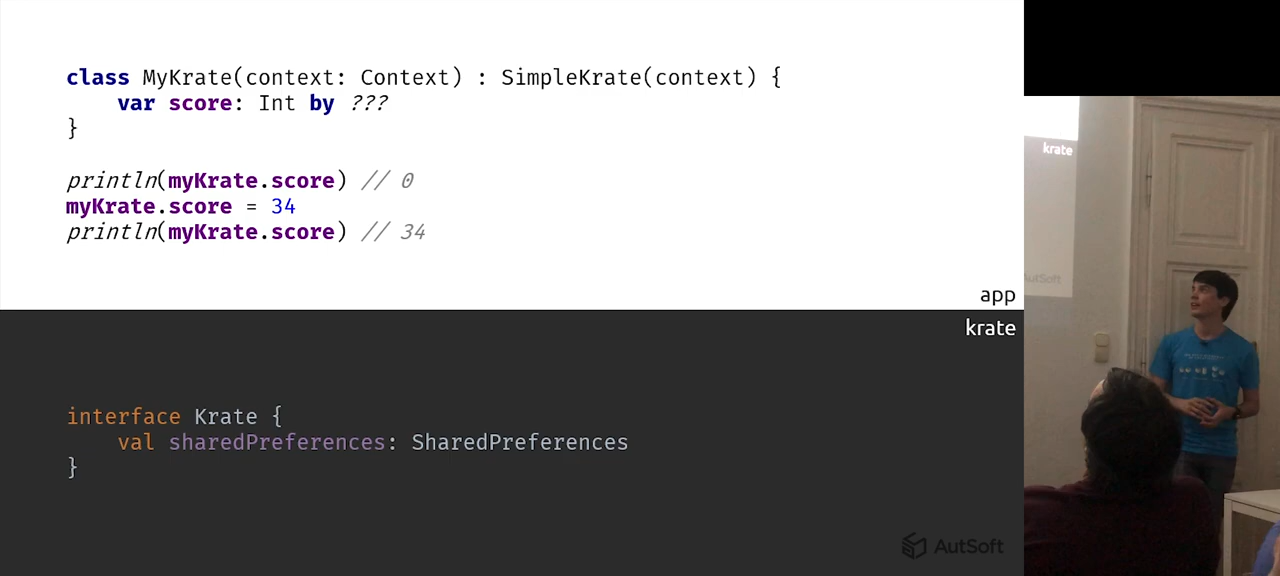 class MyKrate(context: Context) : SimpleKrate(context) {
    var score: Int by ???
}
println(myKrate.score) // 0
myKrate.score = 34
println(myKrate.score) // 34
app
krate
interface Krate {
    val sharedPreferences: SharedPreferences
}
AutSoft
krate
AutSoft